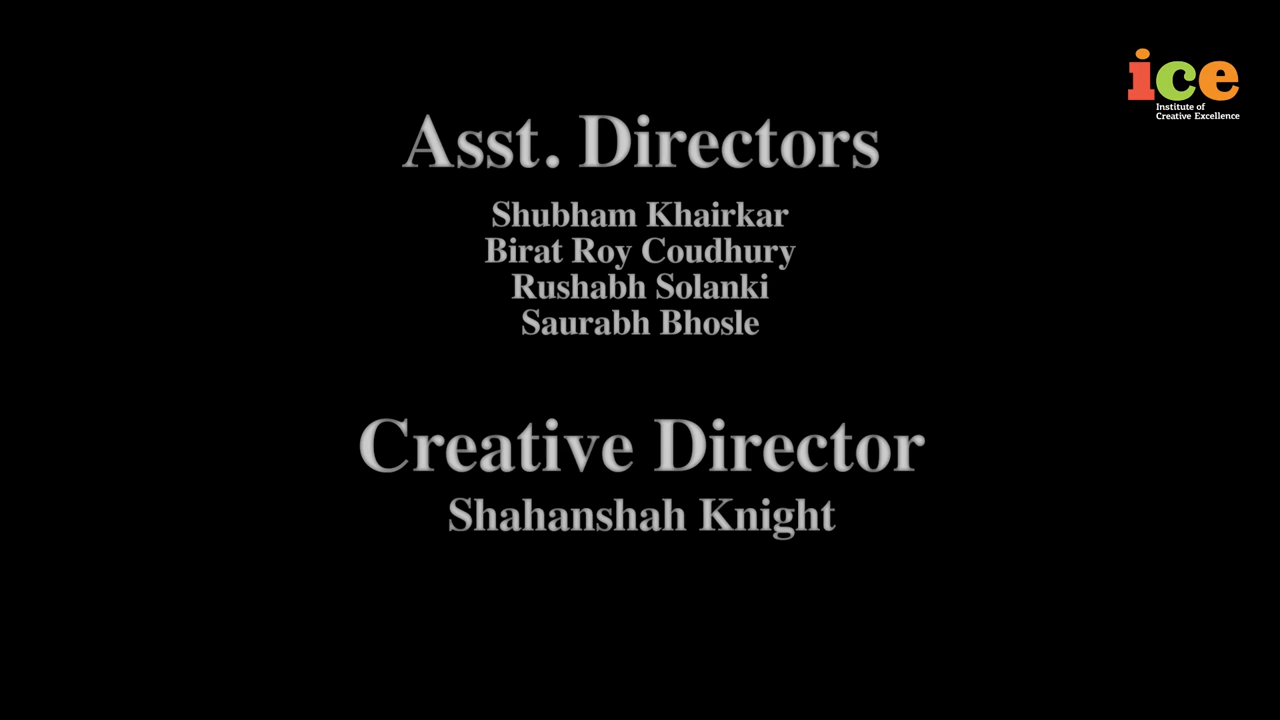 ice
Institute of
Creative Excellence
Asst. Directors
Shubham Khairkar
Birat Roy Coudhury
Rushabh Solanki
Saurabh Bhosle
Creative Director
Shahanshah Knight